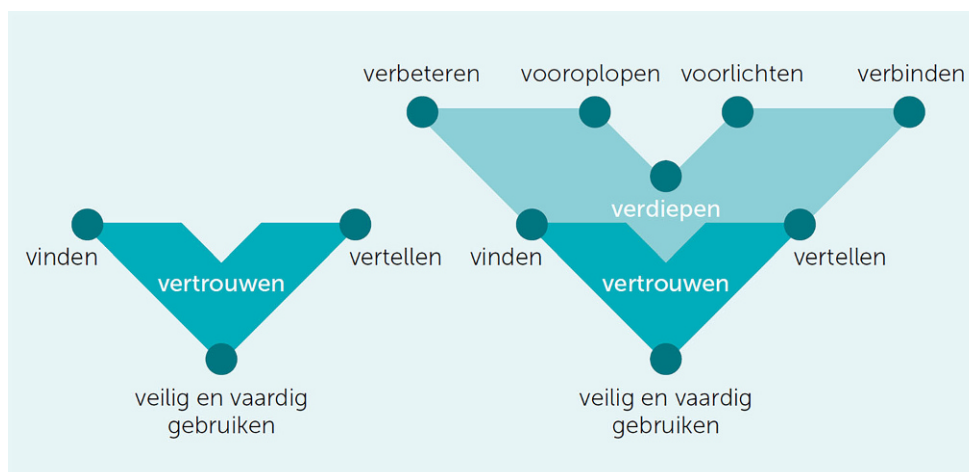 verbeteren
vooroplopen
voorlichten
verbinden
verdiepen
vinden
vertellen
vinden
vertellen
vertrouwen
vertrouwen
veilig en vaardig
gebruiken
veilig en vaardig
gebruiken